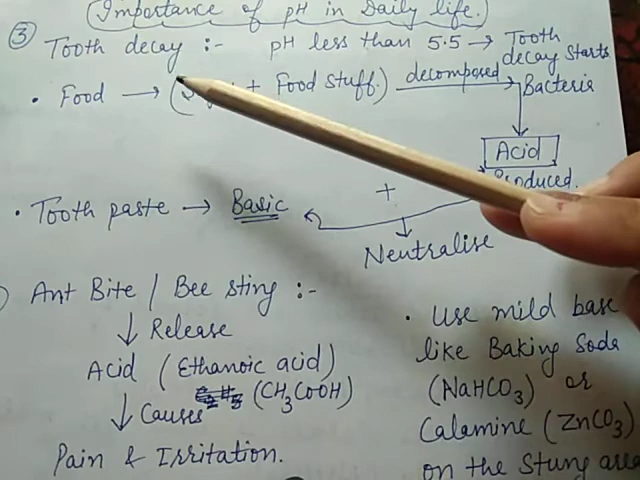 Importance of pH in Daily life.
③ Tooth decay :- pH less than 5.5 → Tooth decay starts
• Food → ( + Food stuff.) decomposed → Bacteria
Acid
Produced.
+
• Tooth paste → Basic
Neutralise
Ant Bite / Bee sting :-
↓ Release
Acid (Ethanoic acid)
(CH3COOH)
↓ Causes
Pain & Irritation.
• Use mild base
like Baking Soda
(NaHCO3) or
Calamine (ZnCO3)
on the Stung area